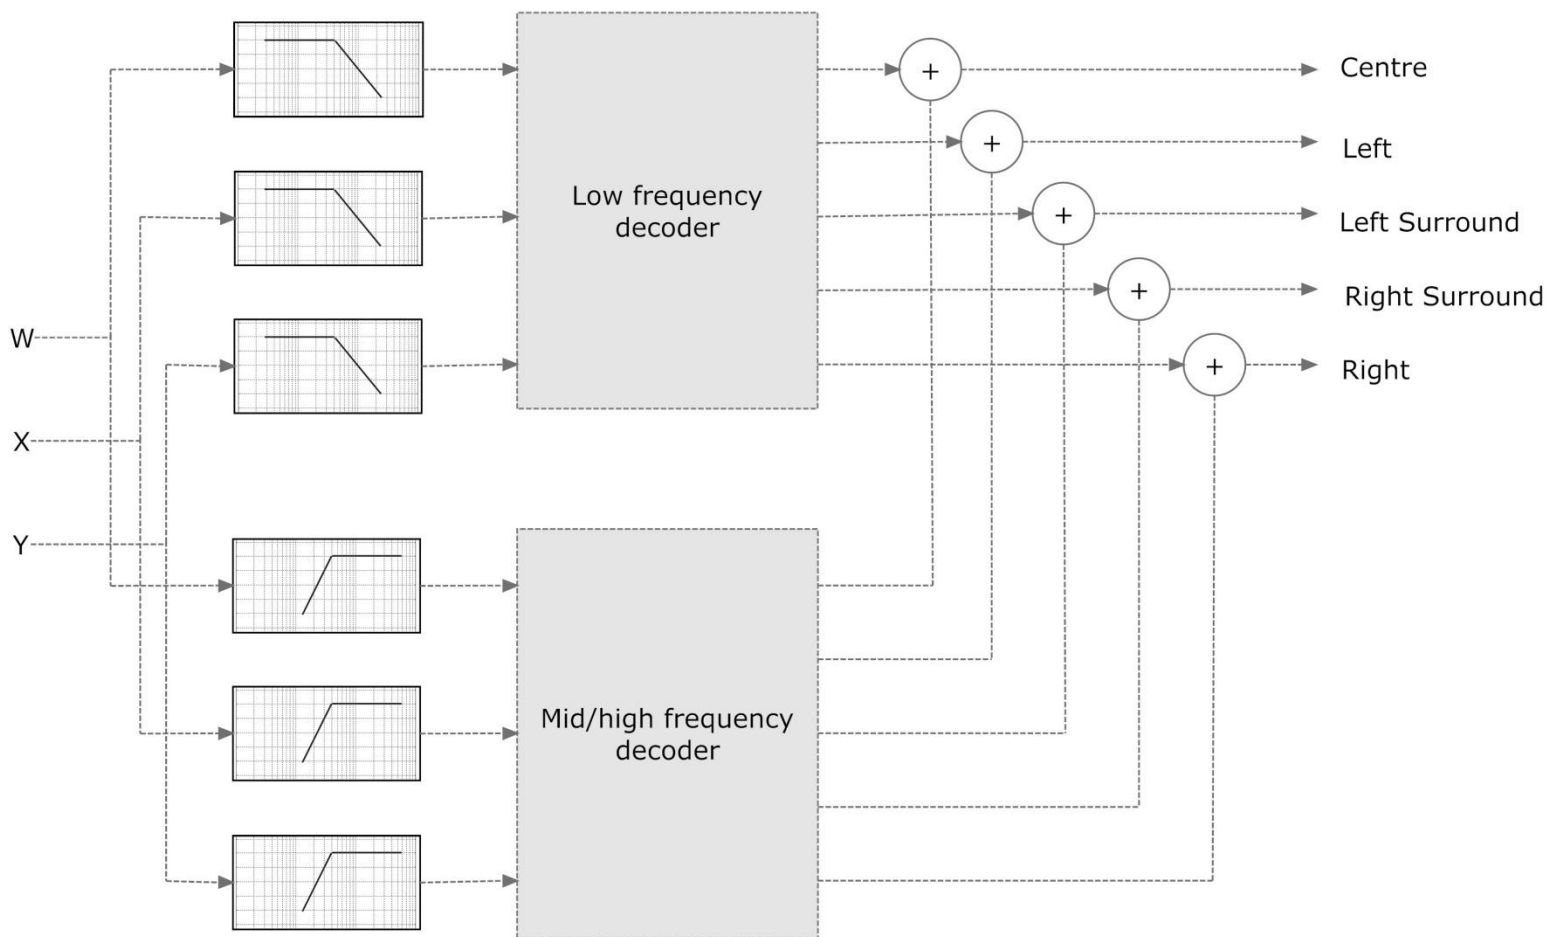 W
X
Y
Low frequency
decoder
Mid/high frequency
decoder
+
+
+
+
+
Centre
Left
Left Surround
Right Surround
Right